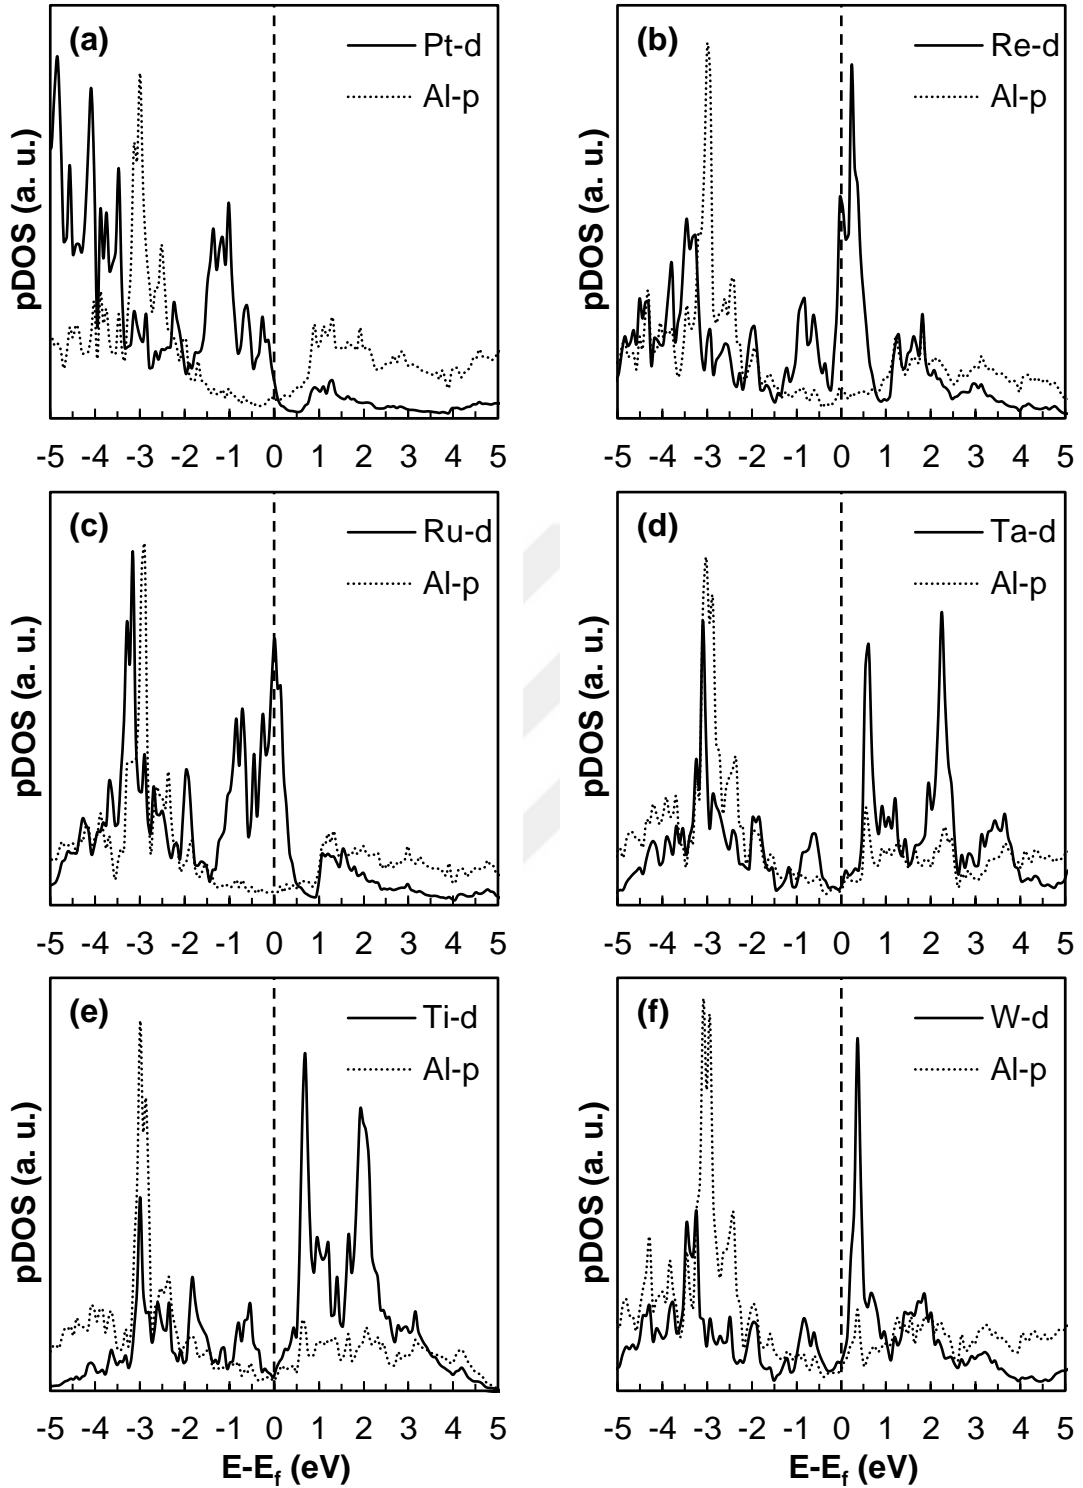 (a) Pt-d
Al-p
pDOS (a. u.)
-5 -4 -3 -2 -1 0 1 2 3 4 5
(b) Re-d
Al-p
pDOS (a. u.)
-5 -4 -3 -2 -1 0 1 2 3 4 5
(c) Ru-d
Al-p
pDOS (a. u.)
-5 -4 -3 -2 -1 0 1 2 3 4 5
(d) Ta-d
Al-p
pDOS (a. u.)
-5 -4 -3 -2 -1 0 1 2 3 4 5
(e) Ti-d
Al-p
pDOS (a. u.)
-5 -4 -3 -2 -1 0 1 2 3 4 5
E-Ef (eV)
(f) W-d
Al-p
pDOS (a. u.)
-5 -4 -3 -2 -1 0 1 2 3 4 5
E-Ef (eV)